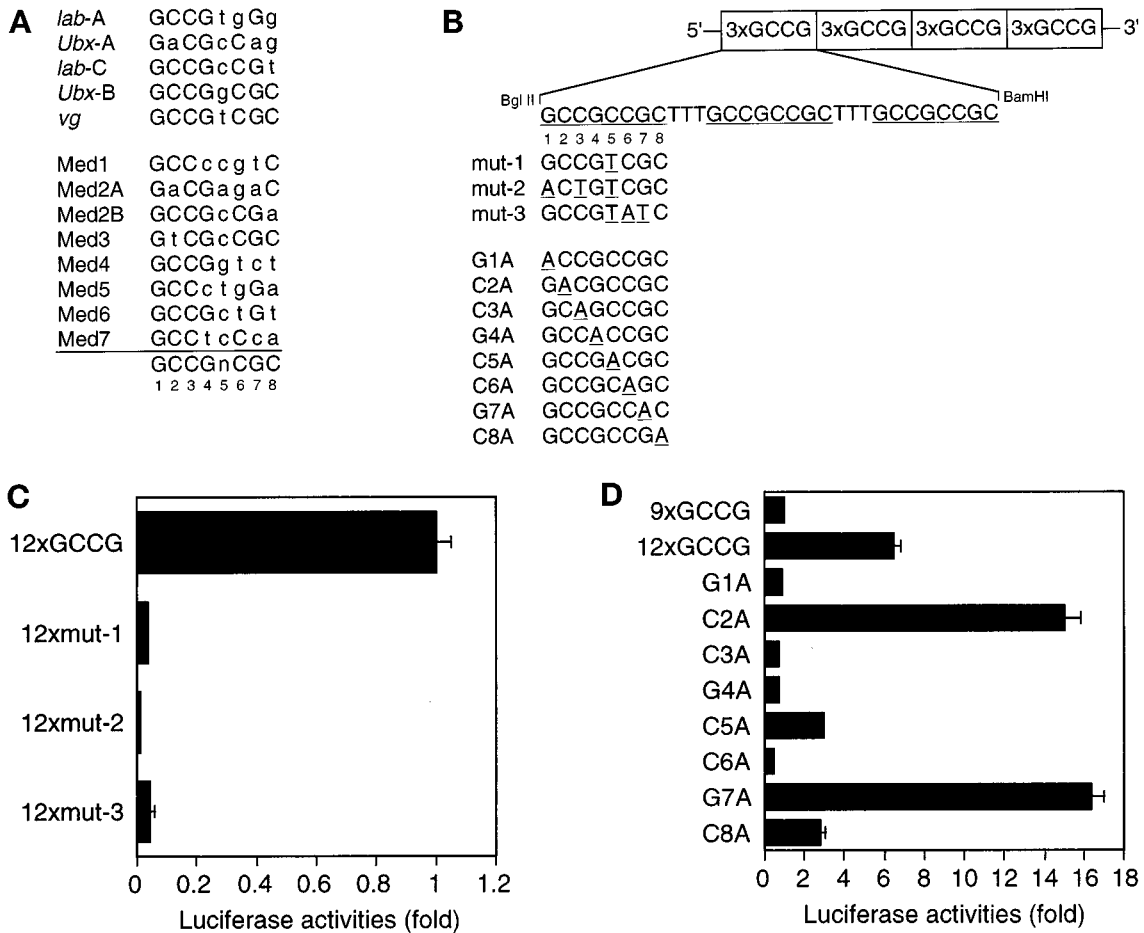 A
lab-A GCCGtgGg
Ubx-A GaCGcCag
lab-C GCCGcCGt
Ubx-B GCCGgCGC
vg GCCGtCGC
Med1 GCCccgtC
Med2A GaCGagaC
Med2B GCCGcCGa
Med3 GtCGcCGC
Med4 GCCGgtct
Med5 GCCctgGa
Med6 GCCGctGt
Med7 GCCtcCca
GCCGnCGC
1 2 3 4 5 6 7 8
B
5' 3xGCCG 3xGCCG 3xGCCG 3xGCCG 3'
Bgl II BamHI
GCCGCCGCTTTGCCGCCGCTTTGCCGCCGC
1 2 3 4 5 6 7 8
mut-1 GCCGTCGC
mut-2 ACTGTCGC
mut-3 GCCGTATC
G1A ACCGCCGC
C2A GACGCCGC
C3A GCAGCCGC
G4A GCCACCGC
C5A GCCGACGC
C6A GCCGCAGC
G7A GCCGCCAC
C8A GCCGCCGA
C
12xGCCG
12xmut-1
12xmut-2
12xmut-3
0 0.2 0.4 0.6 0.8 1 1.2
Luciferase activities (fold)
D
9xGCCG
12xGCCG
G1A
C2A
C3A
G4A
C5A
C6A
G7A
C8A
0 2 4 6 8 10 12 14 16 18
Luciferase activities (fold)